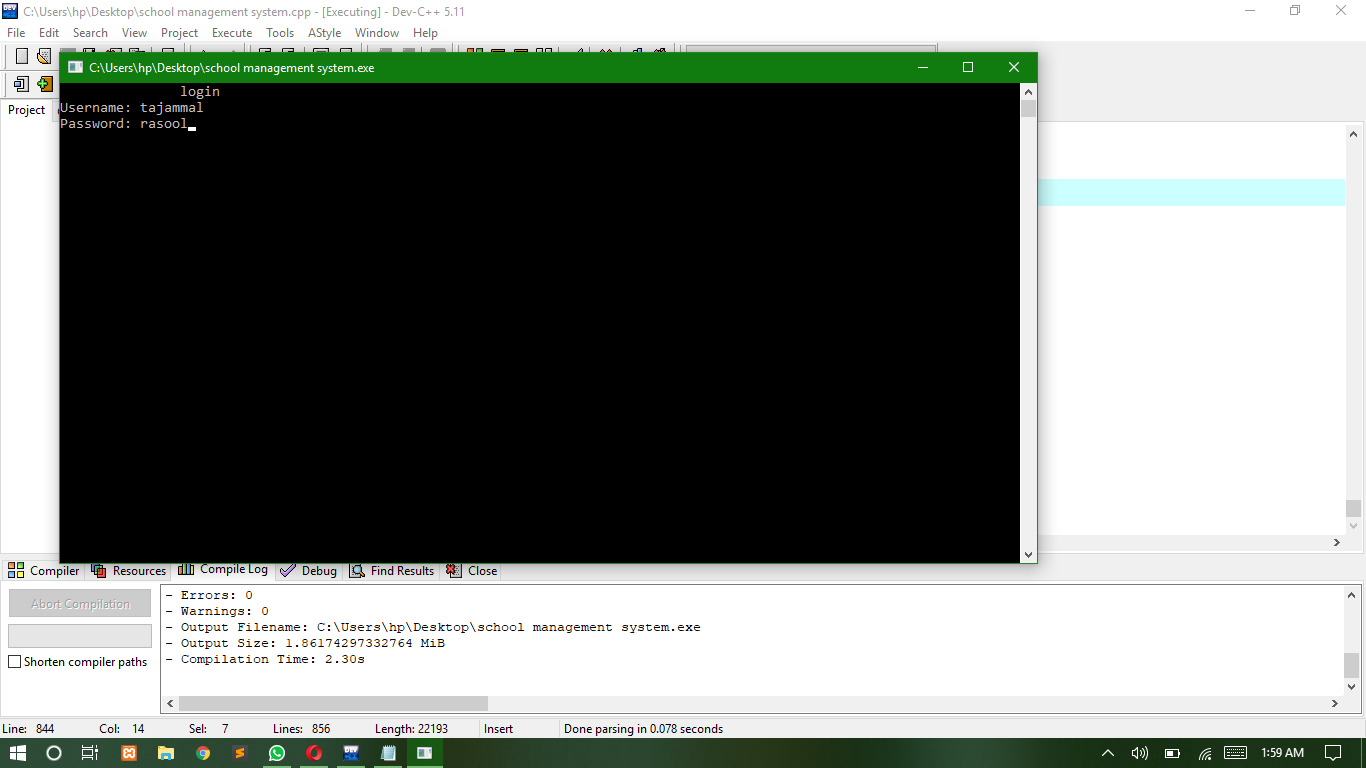 C:\Users\hp\Desktop\school management system.cpp - [Executing] - Dev-C++ 5.11
File Edit Search View Project Execute Tools AStyle Window Help
C:\Users\hp\Desktop\school management system.exe
login
Username: tajammal
Password: rasool
Project
Compiler Resources Compile Log Debug Find Results Close
Abort Compilation
Shorten compiler paths
- Errors: 0
- Warnings: 0
- Output Filename: C:\Users\hp\Desktop\school management system.exe
- Output Size: 1.86174297332764 MiB
- Compilation Time: 2.30s
Line: 844 Col: 14 Sel: 7 Lines: 856 Length: 22193 Insert Done parsing in 0.078 seconds
1:59 AM